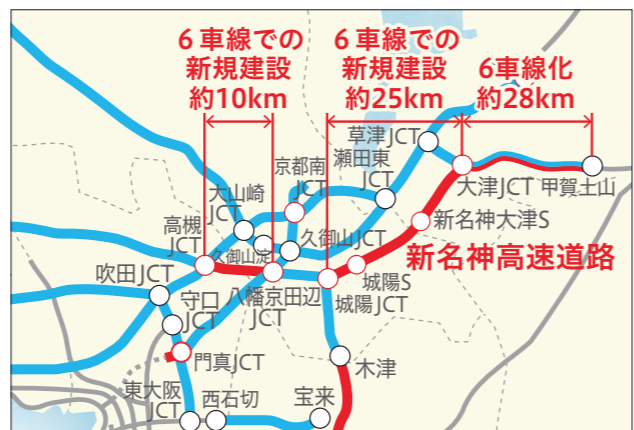 6車線での
新規建設
約10km
6車線での
新規建設
約25km
6車線化
約28km
草津JCT
瀬田東
JCT
京都南
JCT
大山崎
JCT
高槻
JCT
久御山淀
久御山JCT
大津JCT
甲賀土山
新名神大津S
新名神高速道路
城陽S
城陽JCT
八幡京田辺
JCT
吹田JCT
守口
JCT
門真JCT
木津
東大阪
JCT
西石切
宝来